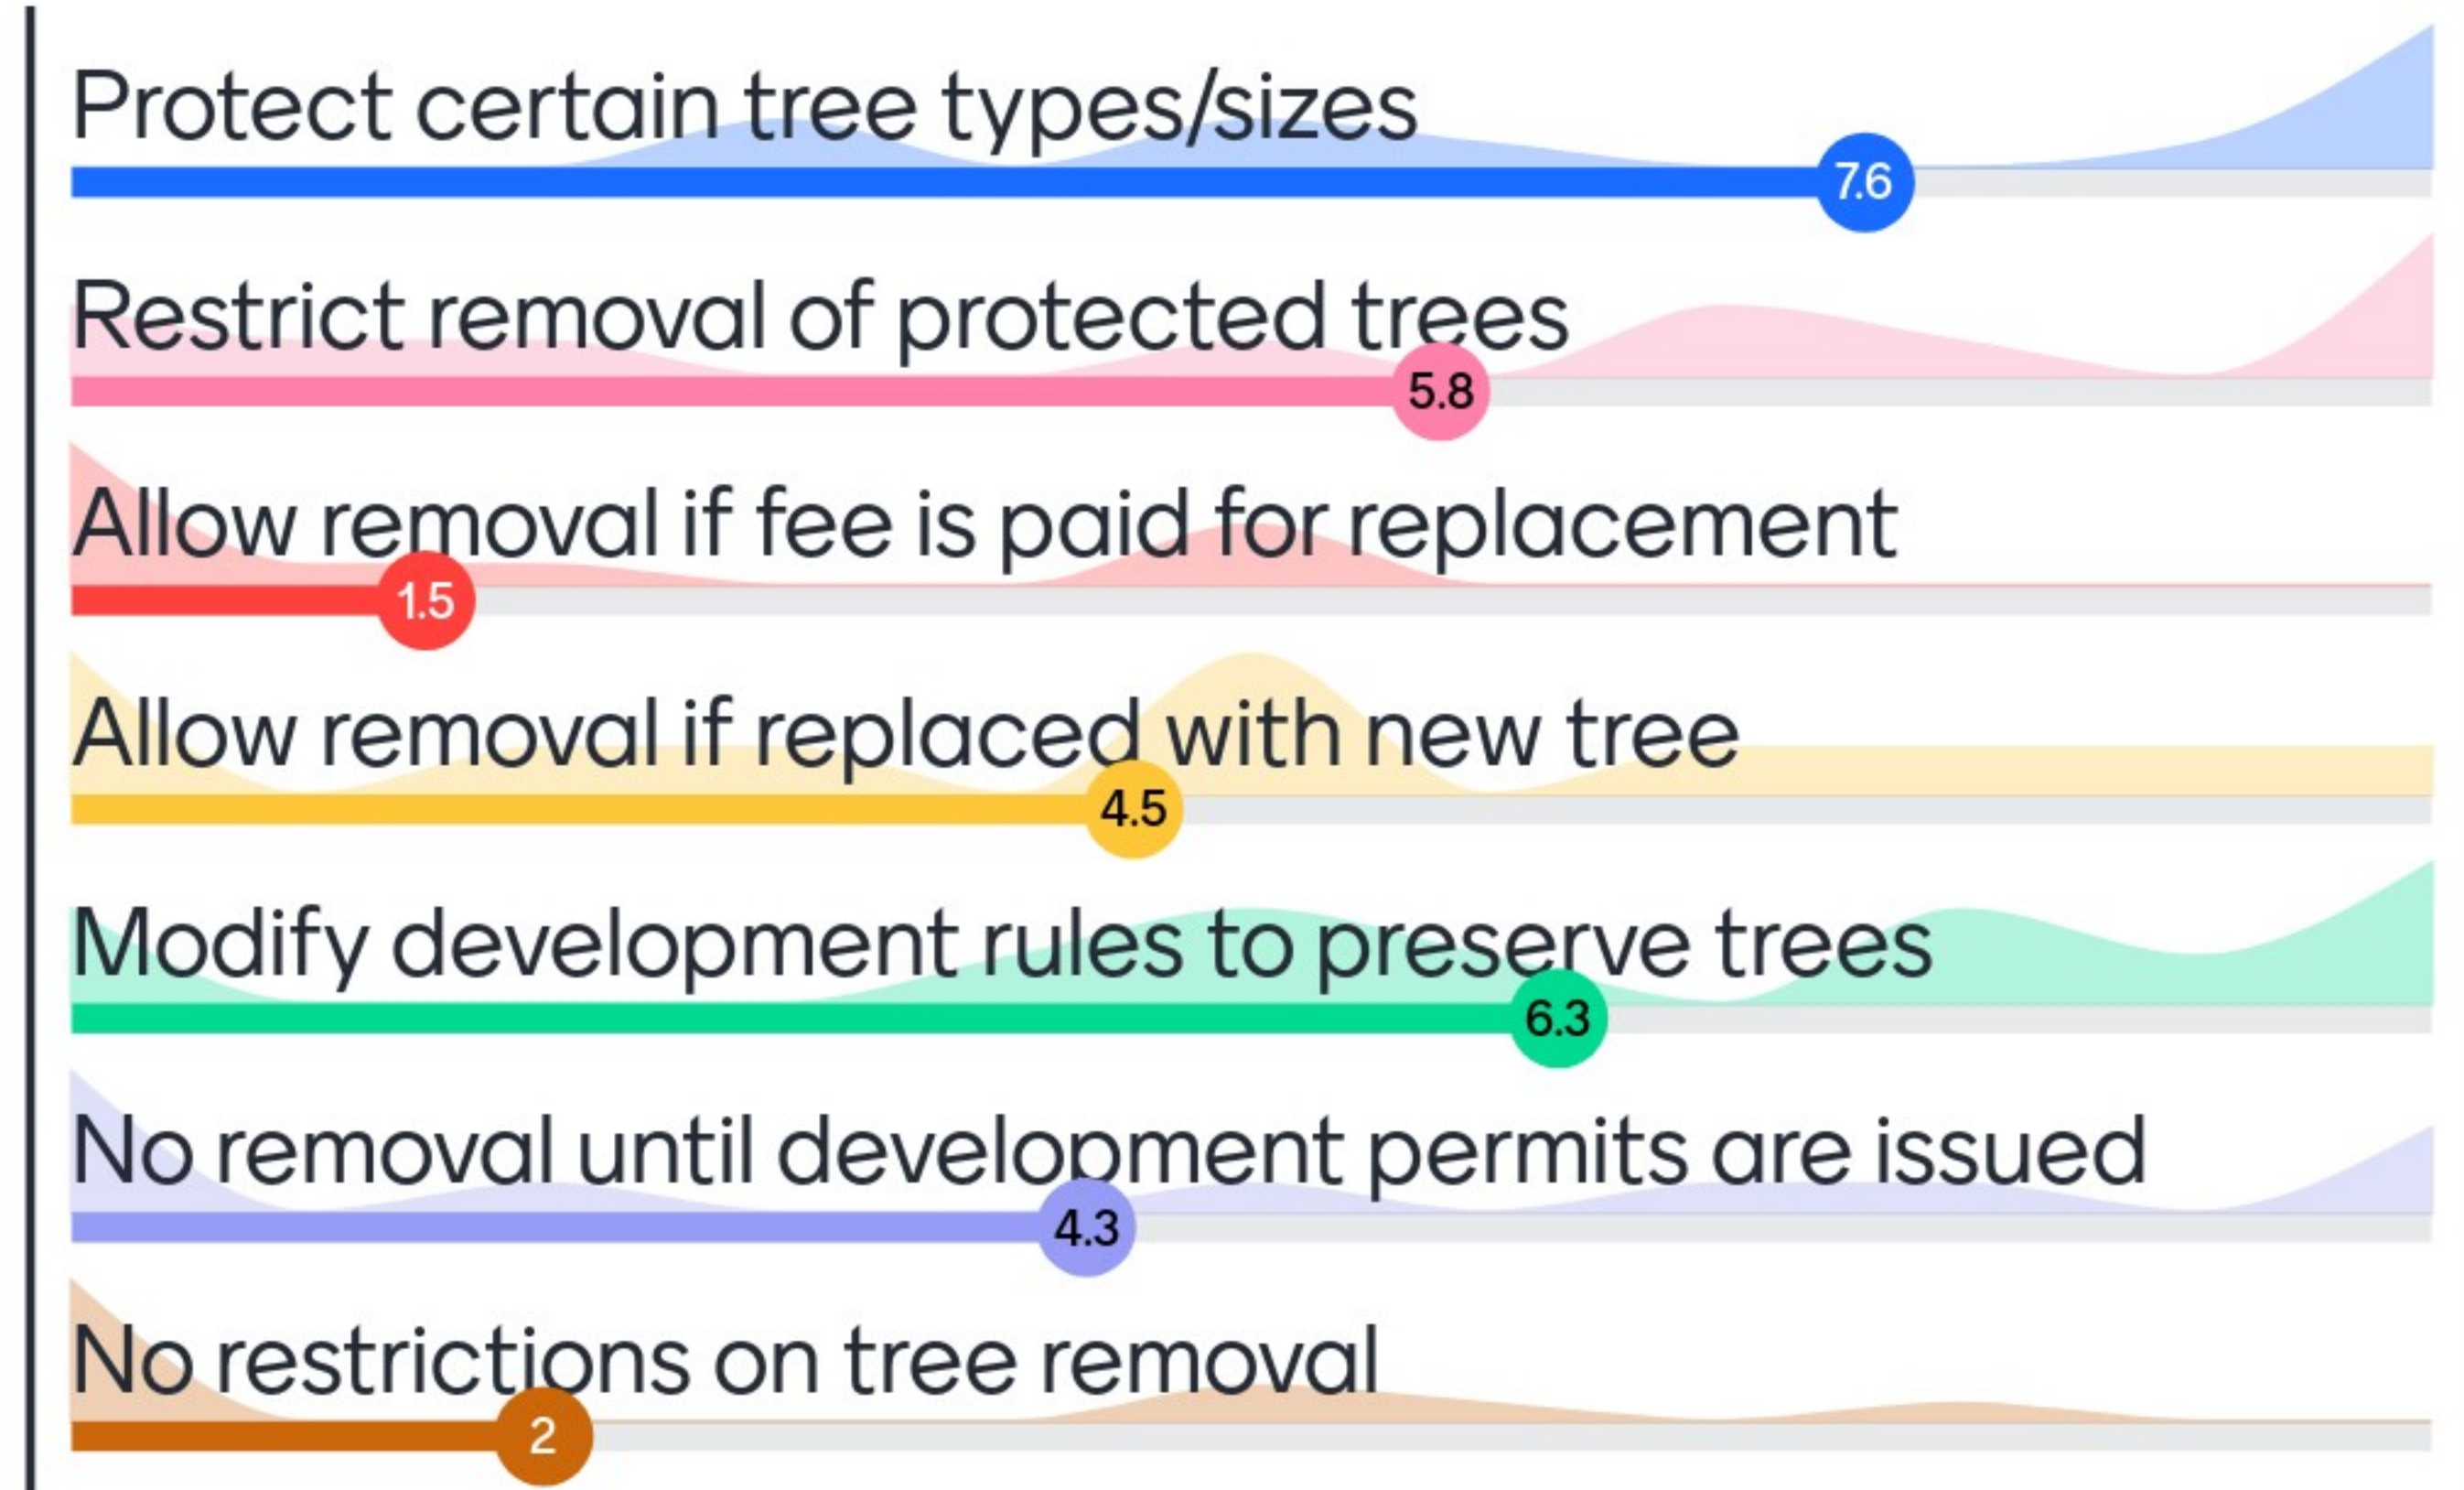 Protect certain tree types/sizes
7.6
Restrict removal of protected trees
5.8
Allow removal if fee is paid for replacement
1.5
Allow removal if replaced with new tree
4.5
Modify development rules to preserve trees
6.3
No removal until development permits are issued
4.3
No restrictions on tree removal
2